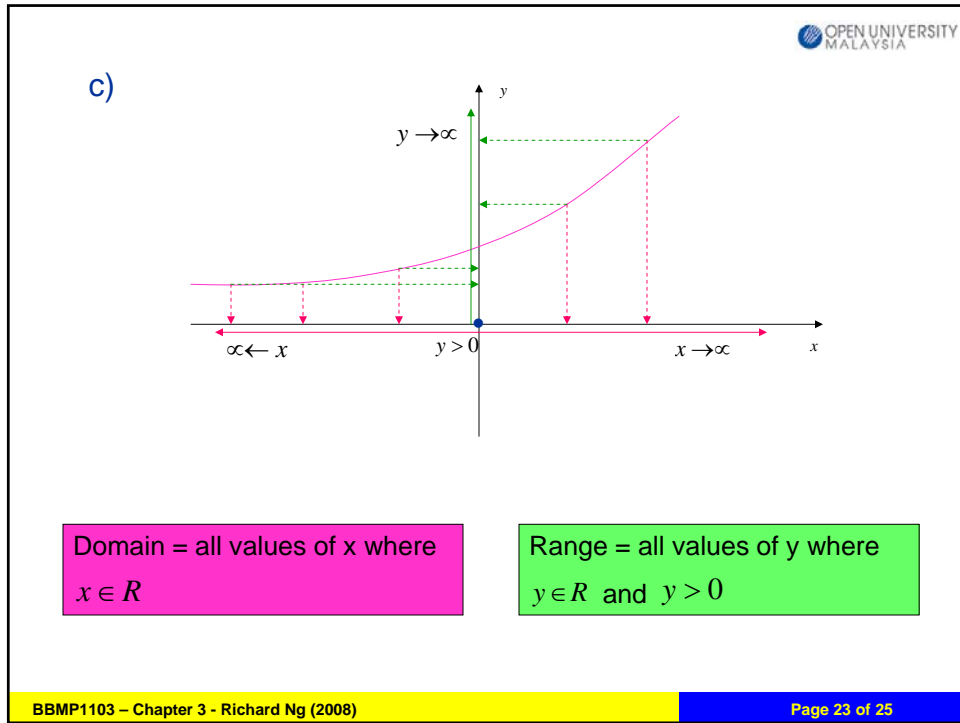 OPEN UNIVERSITY
MALAYSIA
c)
y
y →∝
∝← x
y > 0
x →∝
x
Domain = all values of x where
x ∈ R
Range = all values of y where
y ∈ R and y > 0
BBMP1103 – Chapter 3 - Richard Ng (2008)
Page 23 of 25